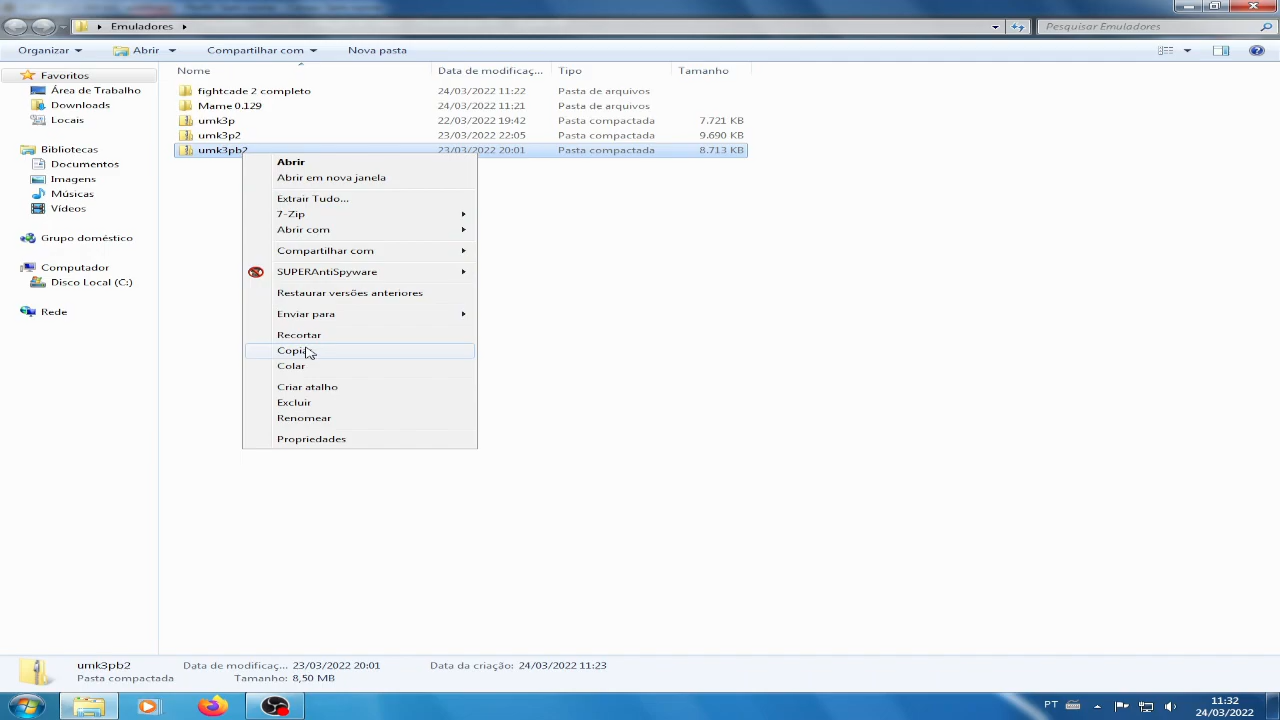 Emuladores
Pesquisar Emuladores
Organizar
Abrir
Compartilhar com
Nova pasta
Favoritos
Área de Trabalho
Downloads
Locais
Bibliotecas
Documentos
Imagens
Músicas
Vídeos
Grupo doméstico
Computador
Disco Local (C:)
Rede
Nome Data de modificaç... Tipo Tamanho
fightcade 2 completo 24/03/2022 11:22 Pasta de arquivos
Mame 0.129 24/03/2022 11:21 Pasta de arquivos
umk3p 22/03/2022 19:42 Pasta compactada 7.721 KB
umk3p2 23/03/2022 22:05 Pasta compactada 9.690 KB
umk3pb2 23/03/2022 20:01 Pasta compactada 8.713 KB
Abrir
Abrir em nova janela
Extrair Tudo...
7-Zip
Abrir com
Compartilhar com
SUPERAntiSpyware
Restaurar versões anteriores
Enviar para
Recortar
Copiar
Colar
Criar atalho
Excluir
Renomear
Propriedades
umk3pb2 Data de modificaç... 23/03/2022 20:01 Data da criação: 24/03/2022 11:23
Pasta compactada Tamanho: 8,50 MB
PT
11:32
24/03/2022